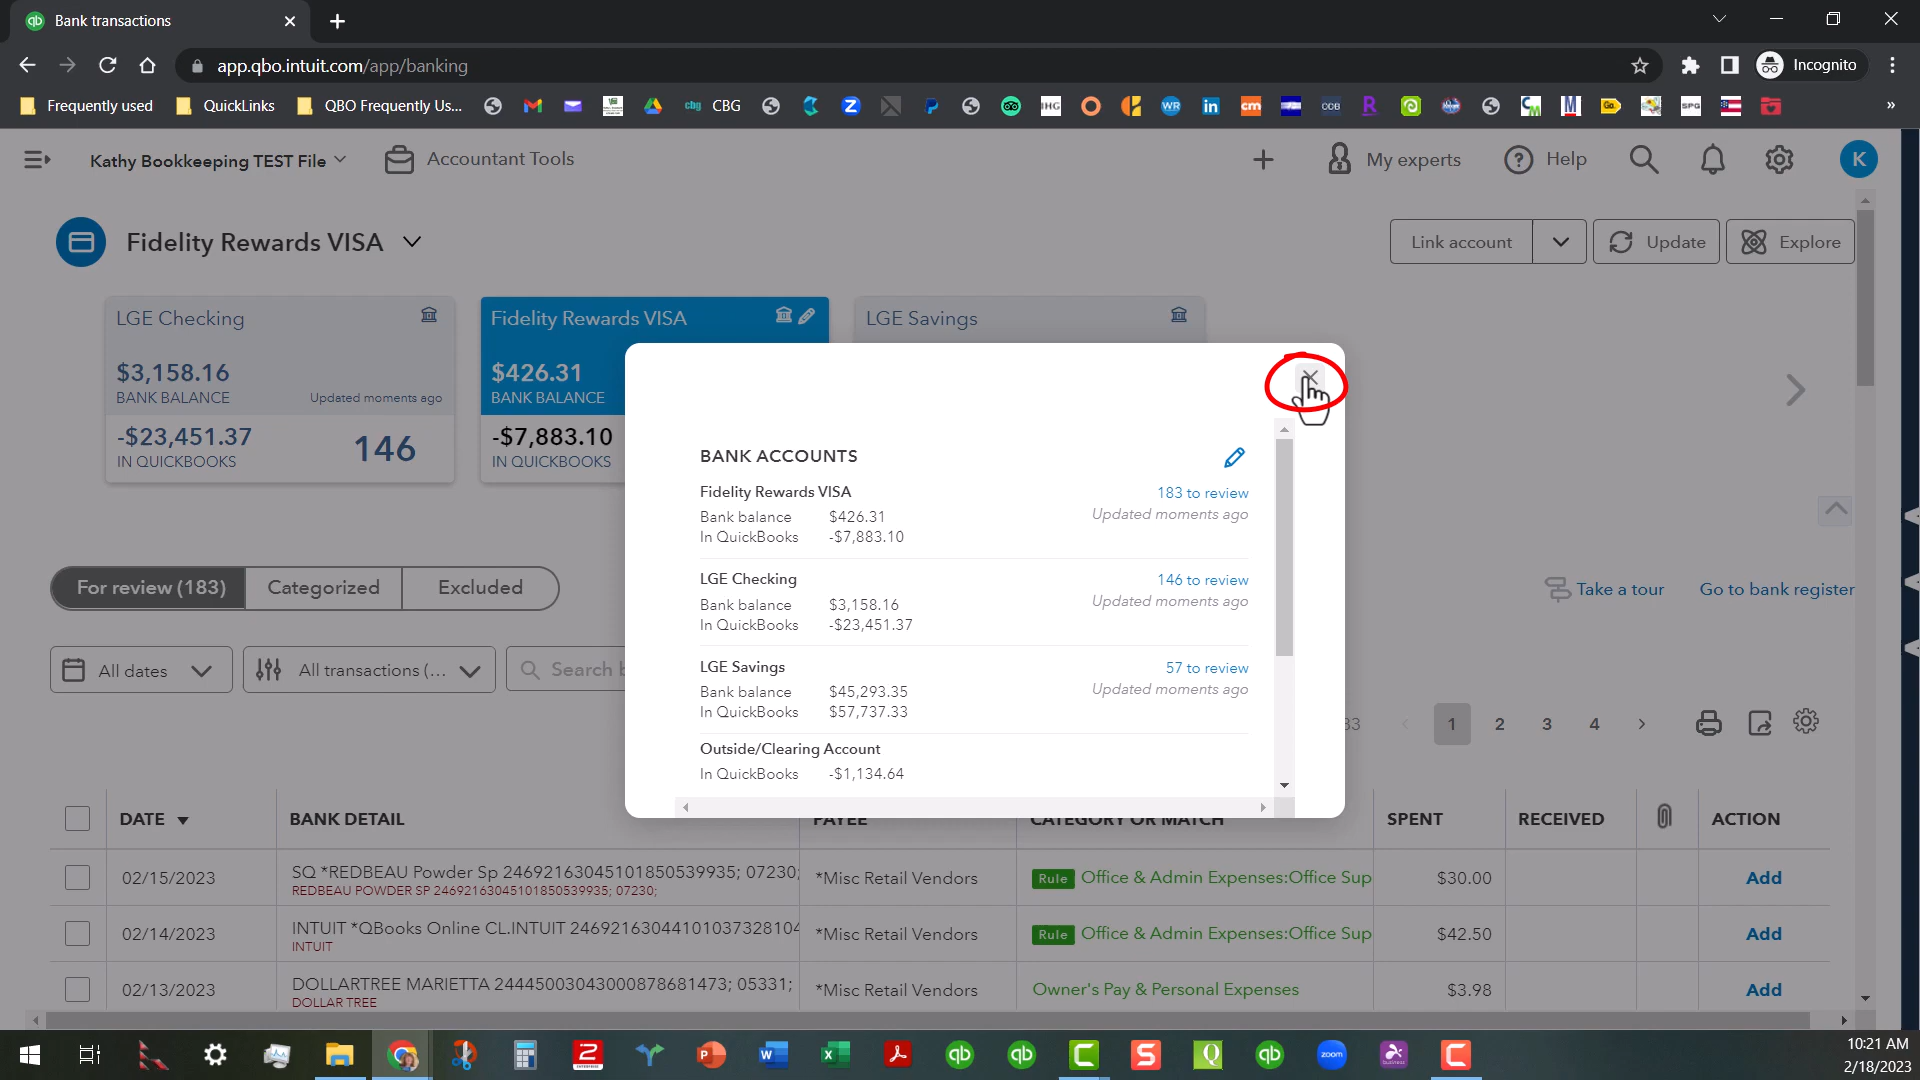 Bank transactions
app.qbo.intuit.com/app/banking
Incognito
Frequently used
QuickLinks
QBO Frequently Us...
cbg CBG
Kathy Bookkeeping TEST File
Accountant Tools
My experts
Help
K
Fidelity Rewards VISA
Link account
Update
Explore
LGE Checking
$3,158.16
BANK BALANCE
Updated moments ago
-$23,451.37
IN QUICKBOOKS
146
Fidelity Rewards VISA
$426.31
BANK BALANCE
-$7,883.10
IN QUICKBOOKS
LGE Savings
BANK ACCOUNTS
Fidelity Rewards VISA
183 to review
Bank balance $426.31
Updated moments ago
In QuickBooks -$7,883.10
LGE Checking
146 to review
Bank balance $3,158.16
Updated moments ago
In QuickBooks -$23,451.37
LGE Savings
57 to review
Bank balance $45,293.35
Updated moments ago
In QuickBooks $57,737.33
Outside/Clearing Account
In QuickBooks -$1,134.64
For review (183)
Categorized
Excluded
Take a tour
Go to bank register
All dates
All transactions (...
Search
1 2 3 4
DATE
BANK DETAIL
PAYEE
CATEGORY OR MATCH
SPENT
RECEIVED
ACTION
02/15/2023
SQ *REDBEAU Powder Sp 24692163045101850539935; 07230;
REDBEAU POWDER SP 24692163045101850539935; 07230;
*Misc Retail Vendors
Rule Office & Admin Expenses:Office Sup
$30.00
Add
02/14/2023
INTUIT *QBooks Online CL.INTUIT 2469216304410103732810
INTUIT
*Misc Retail Vendors
Rule Office & Admin Expenses:Office Sup
$42.50
Add
02/13/2023
DOLLARTREE MARIETTA 24445003043000878681473; 05331;
DOLLAR TREE
*Misc Retail Vendors
Owner's Pay & Personal Expenses
$3.98
Add
10:21 AM
2/18/2023